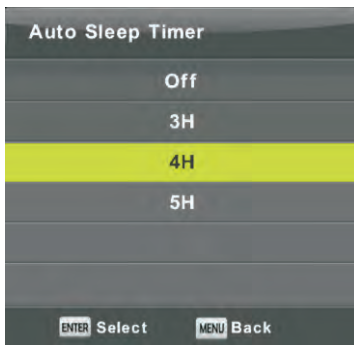 Auto Sleep Timer
Off
3H
4H
5H
ENTER Select MENU Back